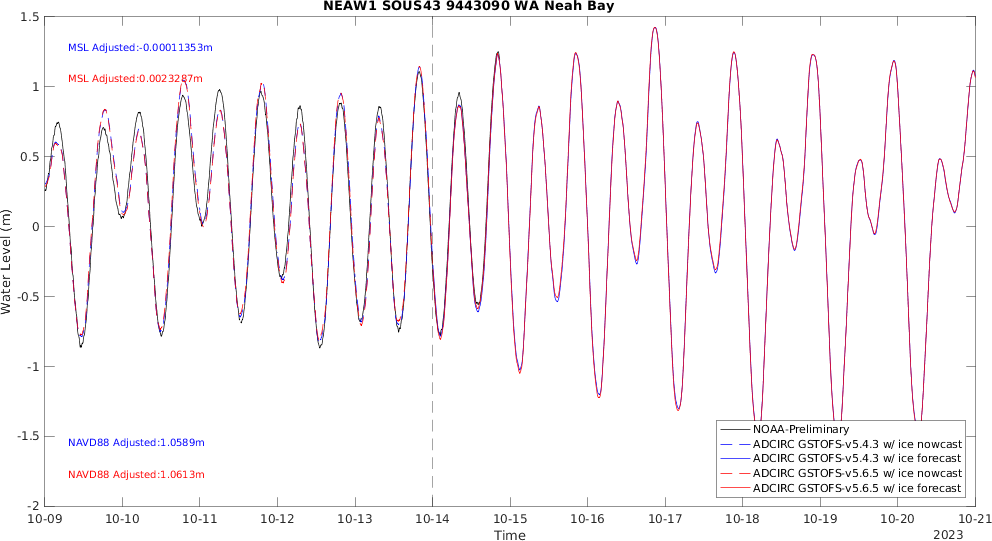 NEAW1 SOUS43 9443090 WA Neah Bay
1.5
1
0.5
0
-0.5
-1
-1.5
-2
Water Level (m)
MSL Adjusted:-0.00011353m
MSL Adjusted:0.0023287m
NAVD88 Adjusted:1.0589m
NAVD88 Adjusted:1.0613m
NOAA-Preliminary
ADCIRC GSTOFS-v5.4.3 w/ ice nowcast
ADCIRC GSTOFS-v5.4.3 w/ ice forecast
ADCIRC GSTOFS-v5.6.5 w/ ice nowcast
ADCIRC GSTOFS-v5.6.5 w/ ice forecast
10-09 10-10 10-11 10-12 10-13 10-14 10-15 10-16 10-17 10-18 10-19 10-20 10-21
Time
2023